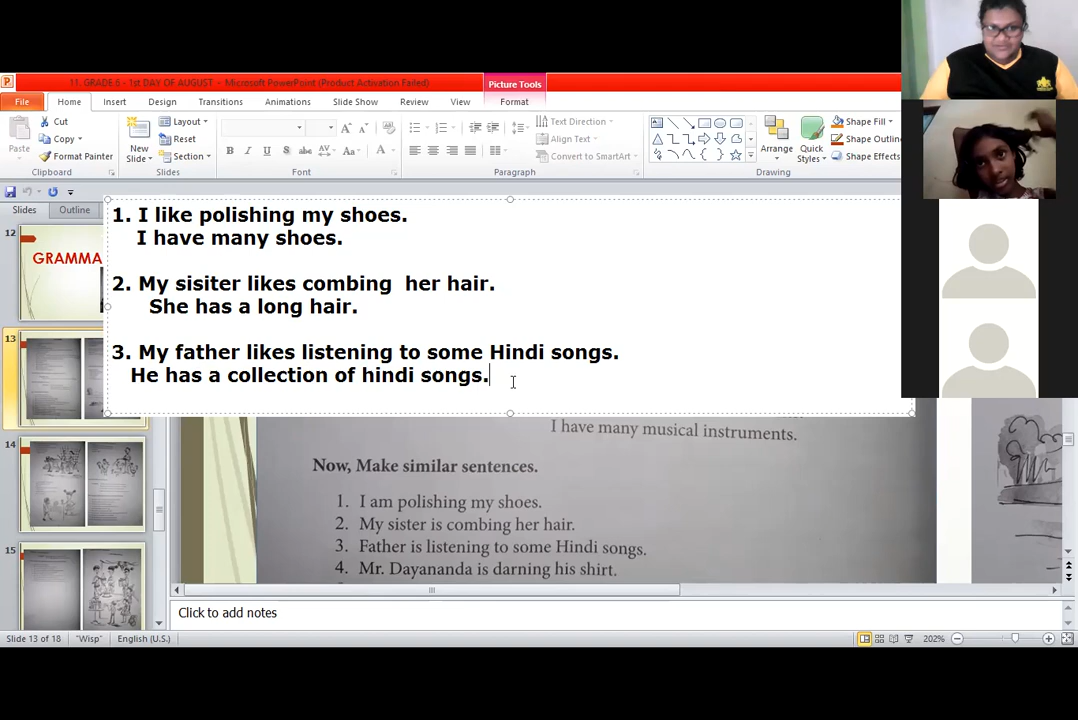 11. GRADE 6 - 1ST DAY OF AUGUST - Microsoft PowerPoint (Product Activation Failed)
Picture Tools
File Home Insert Design Transitions Animations Slide Show Review View Format
Paste
Cut
Copy
Format Painter
Clipboard
New
Slide
Layout
Reset
Section
Slides
Font
Text Direction
Align Text
Convert to SmartArt
Paragraph
Arrange
Quick
Styles
Shape Fill
Shape Outlin
Shape Effects
Drawing
Slides Outline
12
GRAMMA
13
14
15
1. I like polishing my shoes.
I have many shoes.
2. My sisiter likes combing her hair.
She has a long hair.
3. My father likes listening to some Hindi songs.
He has a collection of hindi songs.
I have many musical instruments.
Now, Make similar sentences.
1. I am polishing my shoes.
2. My sister is combing her hair.
3. Father is listening to some Hindi songs.
4. Mr. Dayananda is darning his shirt.
Click to add notes
Slide 13 of 18 "Wisp" English (U.S.) 202%